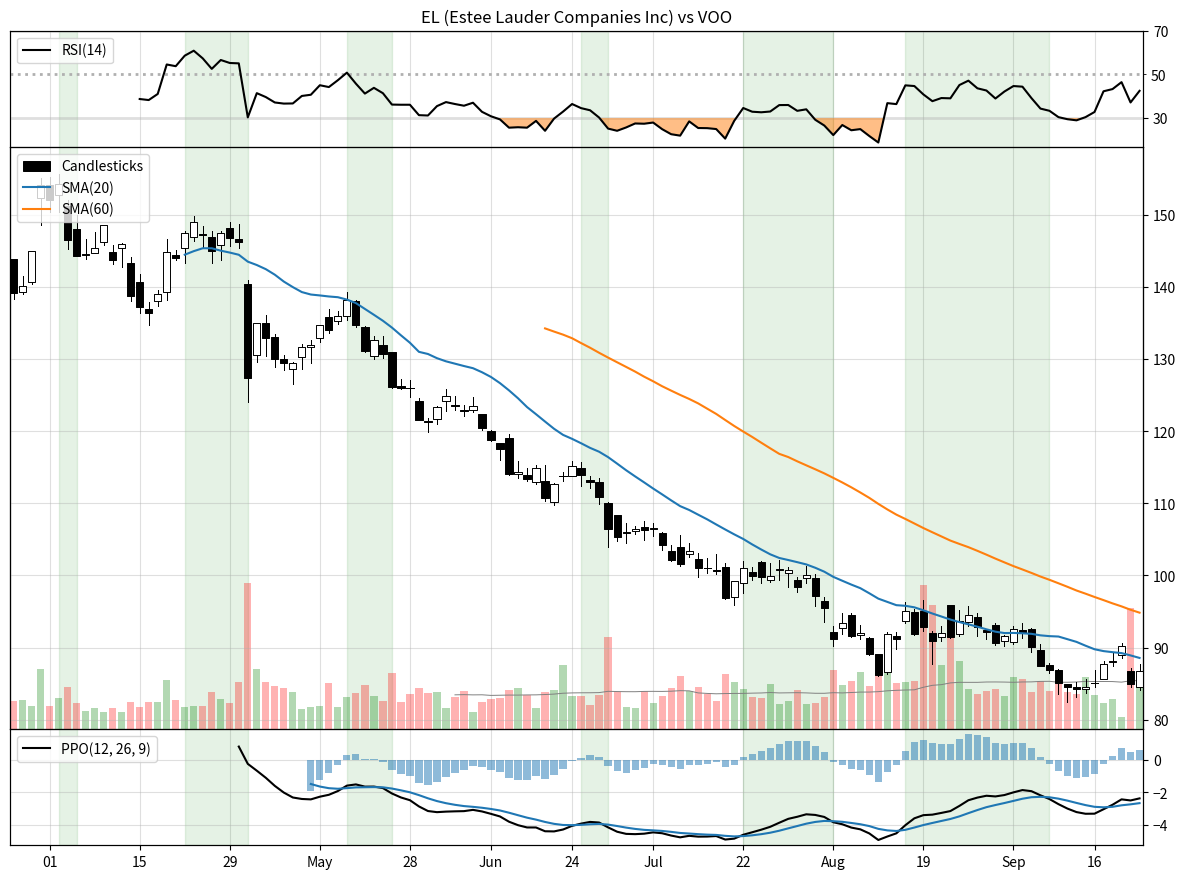 EL (Estee Lauder Companies Inc) vs VOO
RSI(14)
70
50
30
Candlesticks
SMA(20)
SMA(60)
150
140
130
120
110
100
90
80
PPO(12, 26, 9)
0
−2
−4
01 15 29 May 28 Jun 24 Jul 22 Aug 19 Sep 16